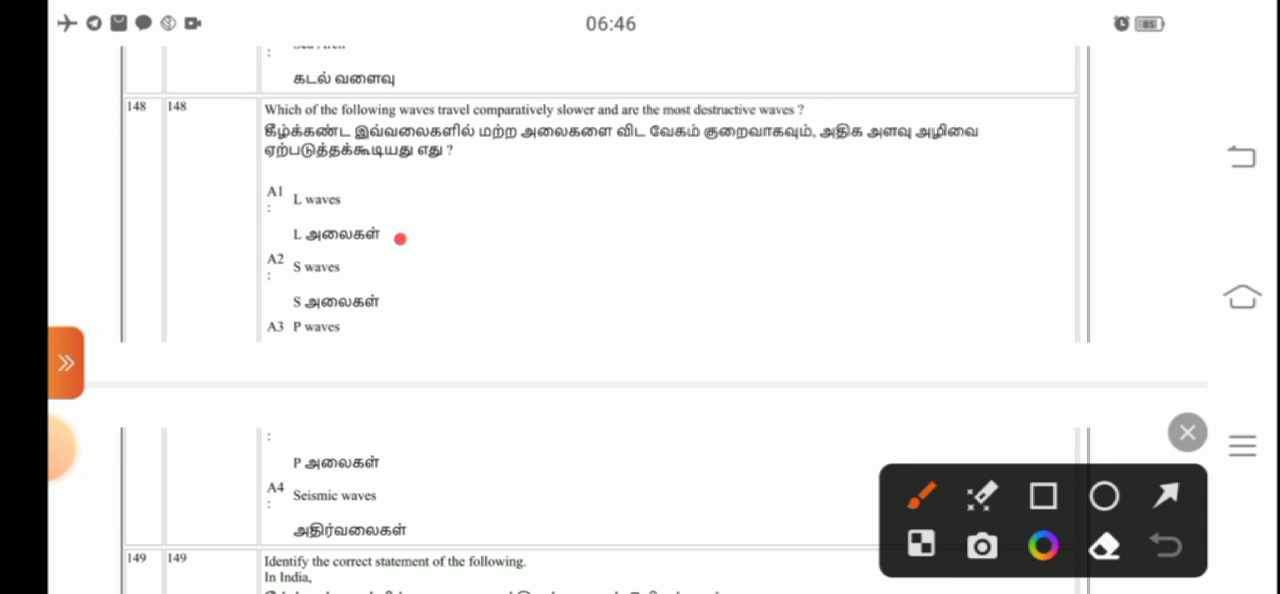 06:46
85
:
கடல் வளைவு
148 148 Which of the following waves travel comparatively slower and are the most destructive waves ?
கீழ்க்கண்ட இவ்வலைகளில் மற்ற அலைகளை விட வேகம் குறைவாகவும், அதிக அளவு அழிவை
ஏற்படுத்தக்கூடியது எது ?
A1
: L waves
L அலைகள்
A2
: S waves
S அலைகள்
A3 P waves
:
P அலைகள்
A4
: Seismic waves
அதிர்வலைகள்
149 149 Identify the correct statement of the following.
In India,